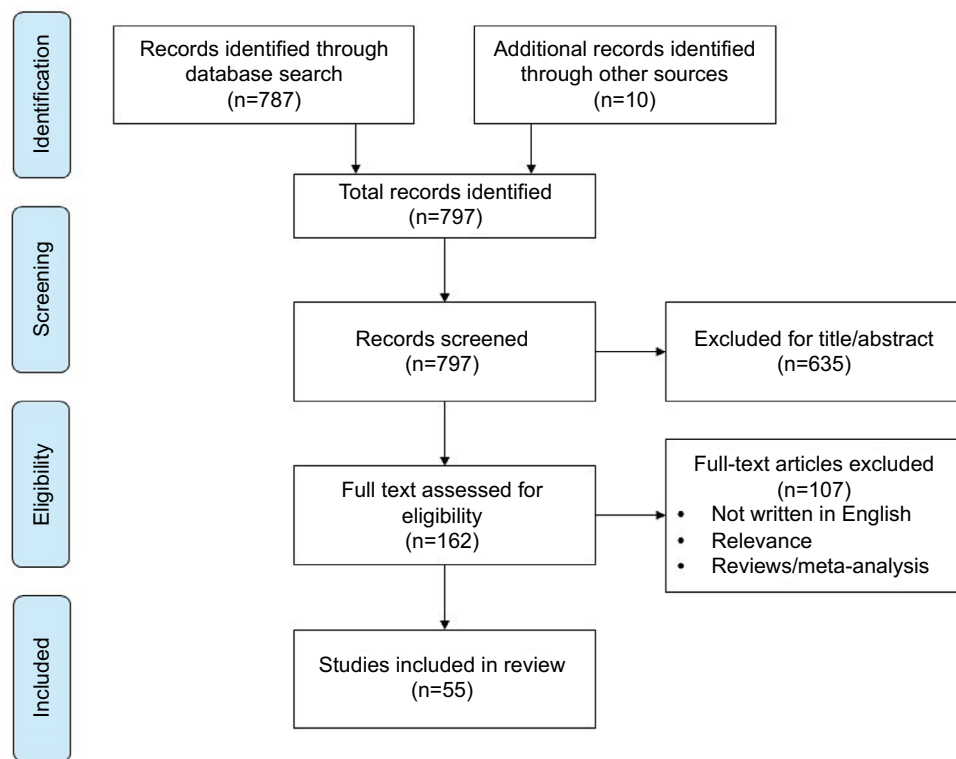 Identification
Records identified through
database search
(n=787)
Additional records identified
through other sources
(n=10)
Total records identified
(n=797)
Screening
Records screened
(n=797)
Excluded for title/abstract
(n=635)
Eligibility
Full text assessed for
eligibility
(n=162)
Full-text articles excluded
(n=107)
• Not written in English
• Relevance
• Reviews/meta-analysis
Included
Studies included in review
(n=55)